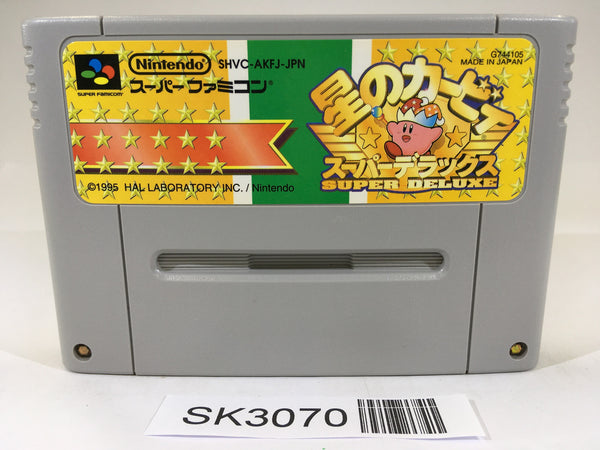 Nintendo SHVC-AKFJ-JPN
SUPER FAMICOM
スーパーファミコン
©1995 HAL LABORATORY INC. / Nintendo
G744105
MADE IN JAPAN
星のカービィ
スーパーデラックス
SUPER DELUXE
SK3070